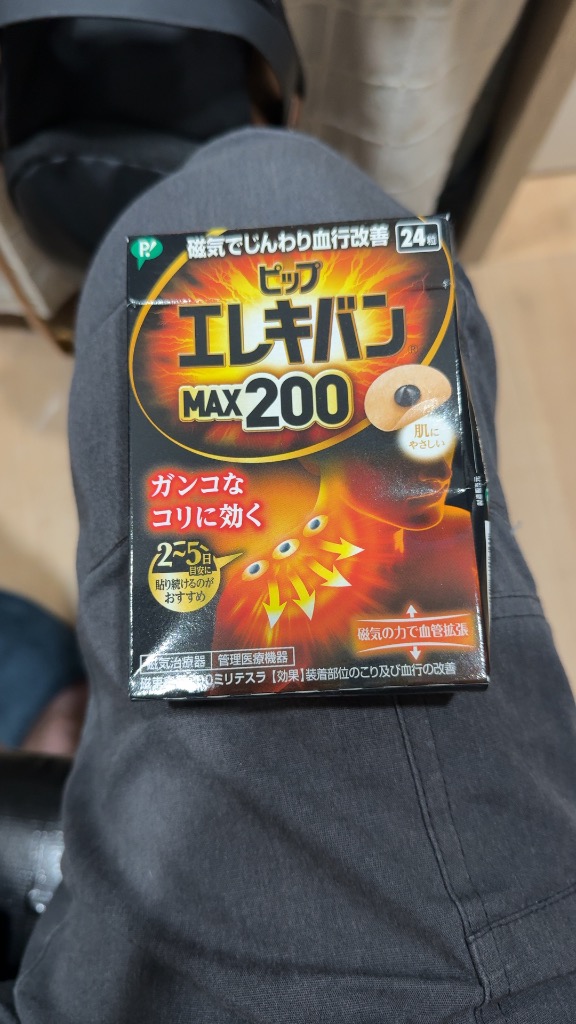 P!
磁気でじんわり血行改善
24粒
ピップ
エレキバン®
MAX200
肌に
やさしい
ガンコな
コリに効く
2~5日
目安に
貼り続けるのが
おすすめ
磁気の力で血管拡張
磁気治療器 管理医療機器
ミリテスラ【効果】装着部位のこり及び血行の改善